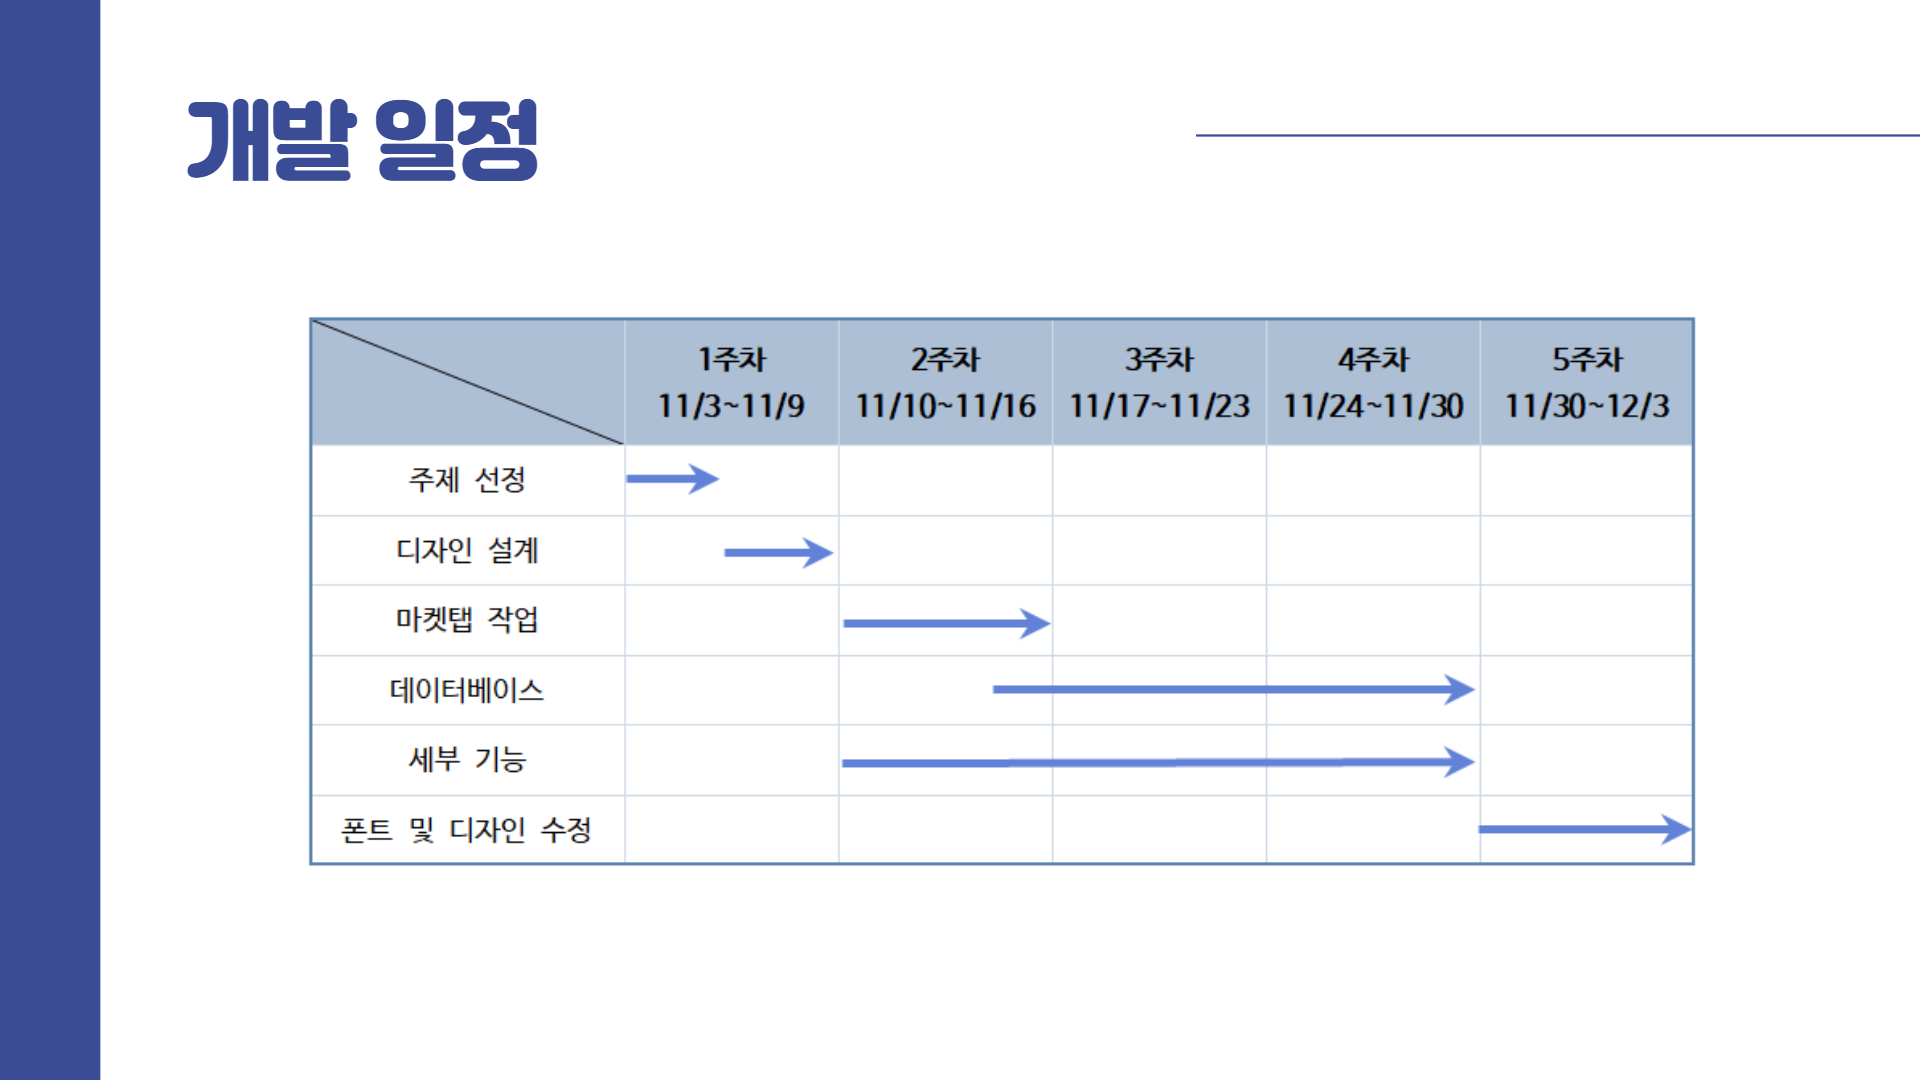 개발 일정
1주차 2주차 3주차 4주차 5주차
11/3~11/9 11/10~11/16 11/17~11/23 11/24~11/30 11/30~12/3
주제 선정
디자인 설계
마켓탭 작업
데이터베이스
세부 기능
폰트 및 디자인 수정